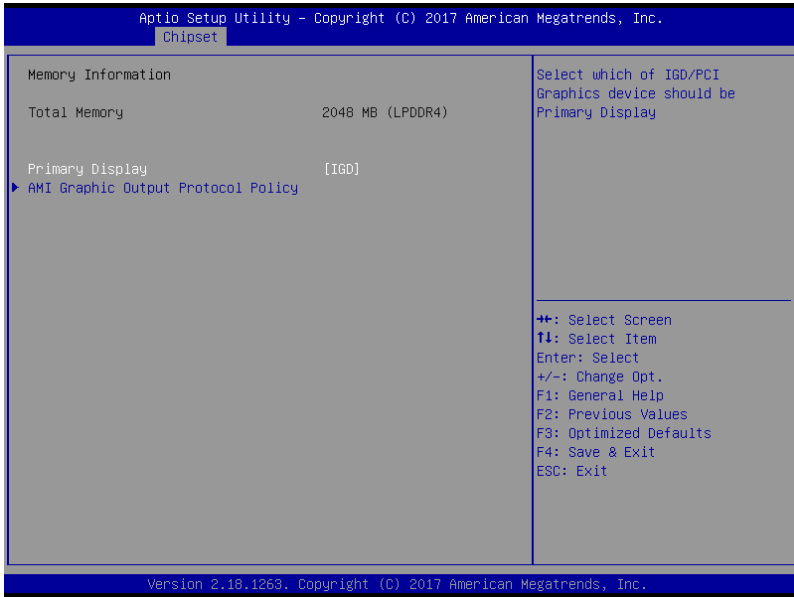 Aptio Setup Utility – Copyright (C) 2017 American Megatrends, Inc.
Chipset
Memory Information
Total Memory 2048 MB (LPDDR4)
Primary Display [IGD]
AMI Graphic Output Protocol Policy
Select which of IGD/PCI
Graphics device should be
Primary Display
→←: Select Screen
↑↓: Select Item
Enter: Select
+/-: Change Opt.
F1: General Help
F2: Previous Values
F3: Optimized Defaults
F4: Save & Exit
ESC: Exit
Version 2.18.1263. Copyright (C) 2017 American Megatrends, Inc.